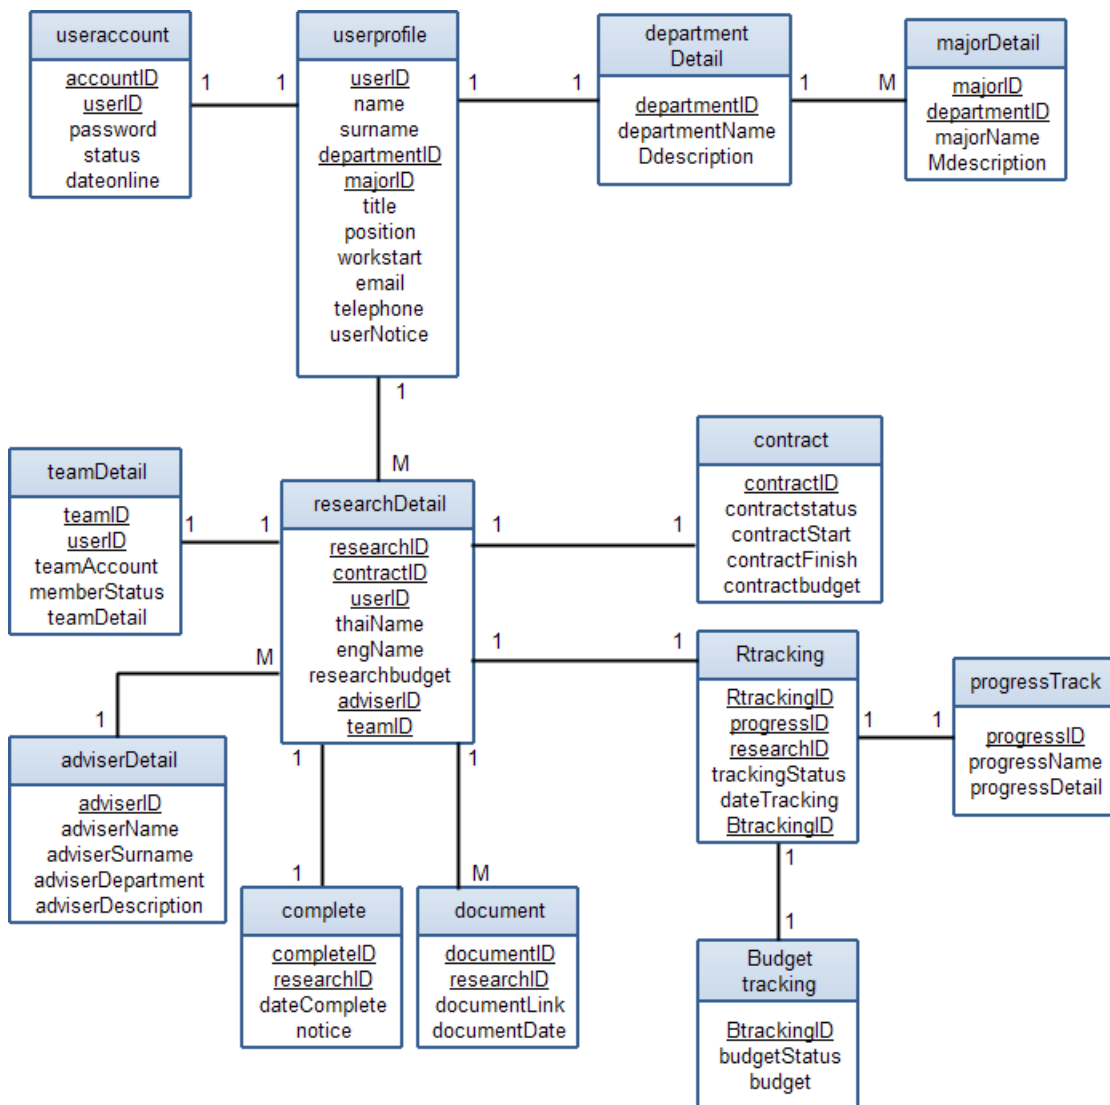 useraccount
accountID
userID
password
status
dateonline
1
1
userprofile
userID
name
surname
departmentID
majorID
title
position
workstart
email
telephone
userNotice
1
1
department
Detail
departmentID
departmentName
Ddescription
1
M
majorDetail
majorID
departmentID
majorName
Mdescription
1
M
teamDetail
teamID
userID
teamAccount
memberStatus
teamDetail
1
1
researchDetail
researchID
contractID
userID
thaiName
engName
researchbudget
adviserID
teamID
1
1
contract
contractID
contractstatus
contractStart
contractFinish
contractbudget
M
1
1
1
Rtracking
RtrackingID
progressID
researchID
trackingStatus
dateTracking
BtrackingID
1
1
progressTrack
progressID
progressName
progressDetail
adviserDetail
adviserID
adviserName
adviserSurname
adviserDepartment
adviserDescription
1
1
1
M
complete
completeID
researchID
dateComplete
notice
document
documentID
researchID
documentLink
documentDate
1
1
Budget
tracking
BtrackingID
budgetStatus
budget